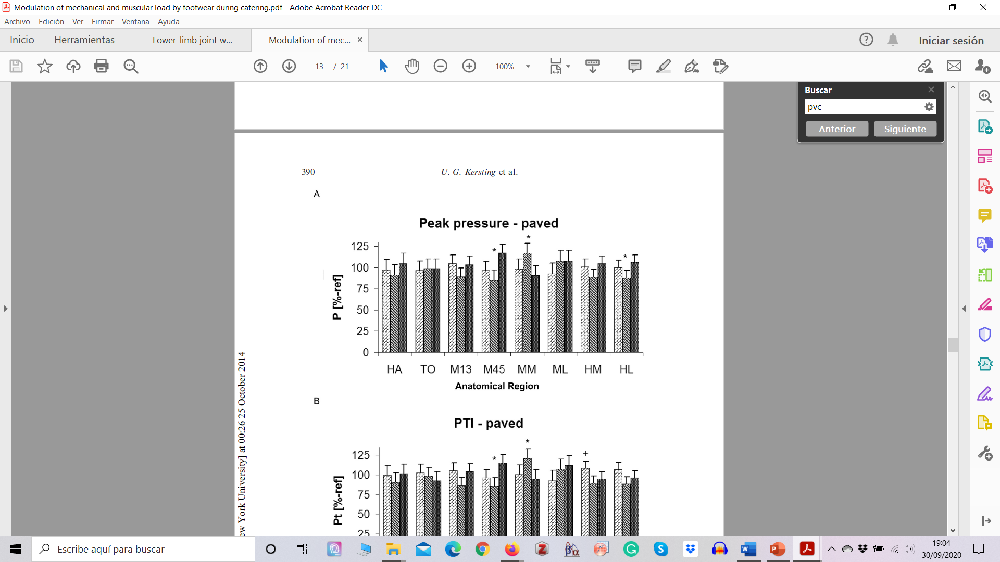 Modulation of mechanical and muscular load by footwear during catering.pdf - Adobe Acrobat Reader DC
Archivo Edición Ver Firmar Ventana Ayuda
Inicio Herramientas Lower-limb joint w... Modulation of mec... Iniciar sesión
13 / 21 100%
Buscar
pvc
Anterior Siguiente
390 U. G. Kersting et al.
A
Peak pressure - paved
P [%-ref]
125
100
75
50
25
0
* * *
HA TO M13 M45 MM ML HM HL
Anatomical Region
B
PTI - paved
Pt [%-ref]
125
100
75
50
25
* * +
ew York University] at 00:26 25 October 2014
Escribe aquí para buscar
19:04
30/09/2020